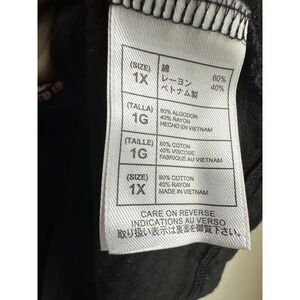 (SIZE)
1X
綿 60%
レーヨン 40%
ベトナム製
(TALLA)
1G
60% ALGODON
40% RAYON
HECHO EN VIETNAM
(TAILLE)
1G
60% COTON
40% VISCOSE
FABRIQUÉ AU VIETNAM
(SIZE)
1X
60% COTTON
40% RAYON
MADE IN VIETNAM
CARE ON REVERSE
INDICATIONS AU VERSO
取り扱い表示は裏面を御覧下さい。